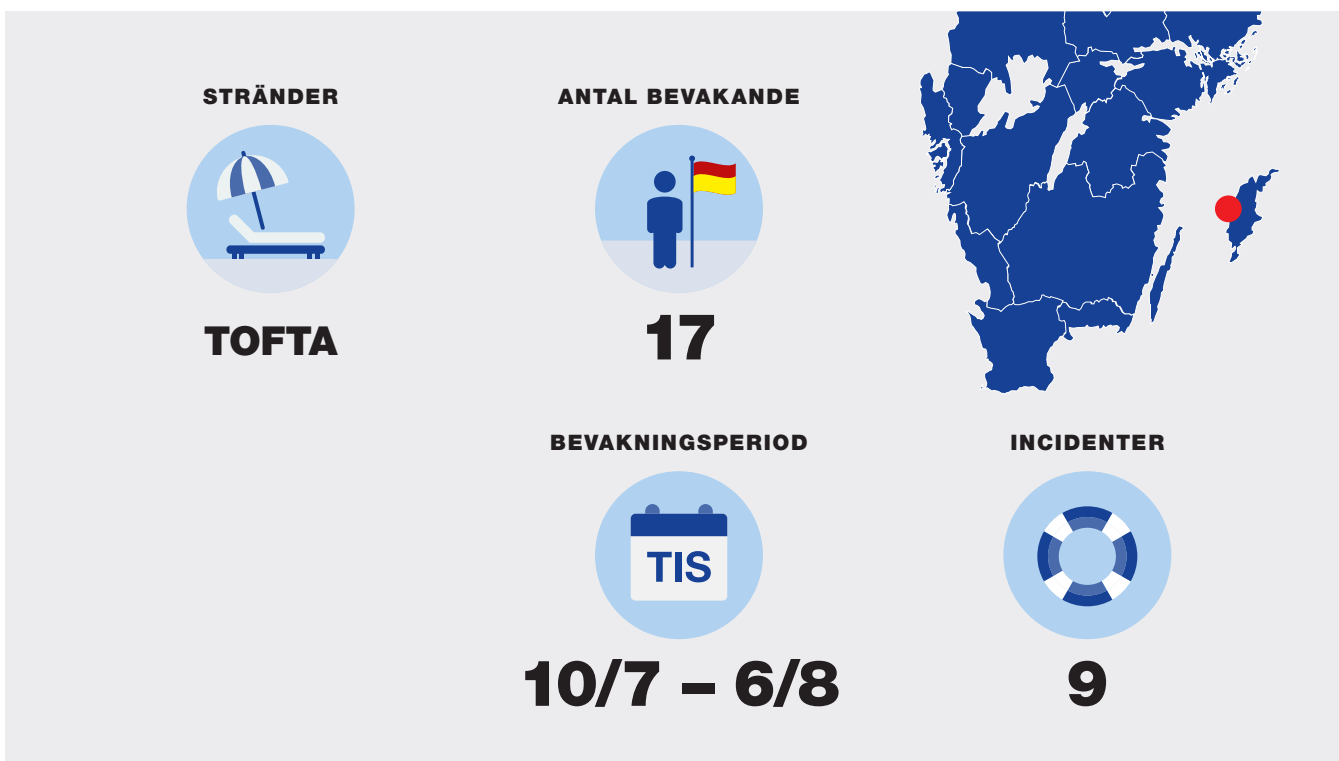 STRÄNDER
TOFTA
ANTAL BEVAKANDE
17
BEVAKNINGSPERIOD
TIS
10/7 – 6/8
INCIDENTER
9